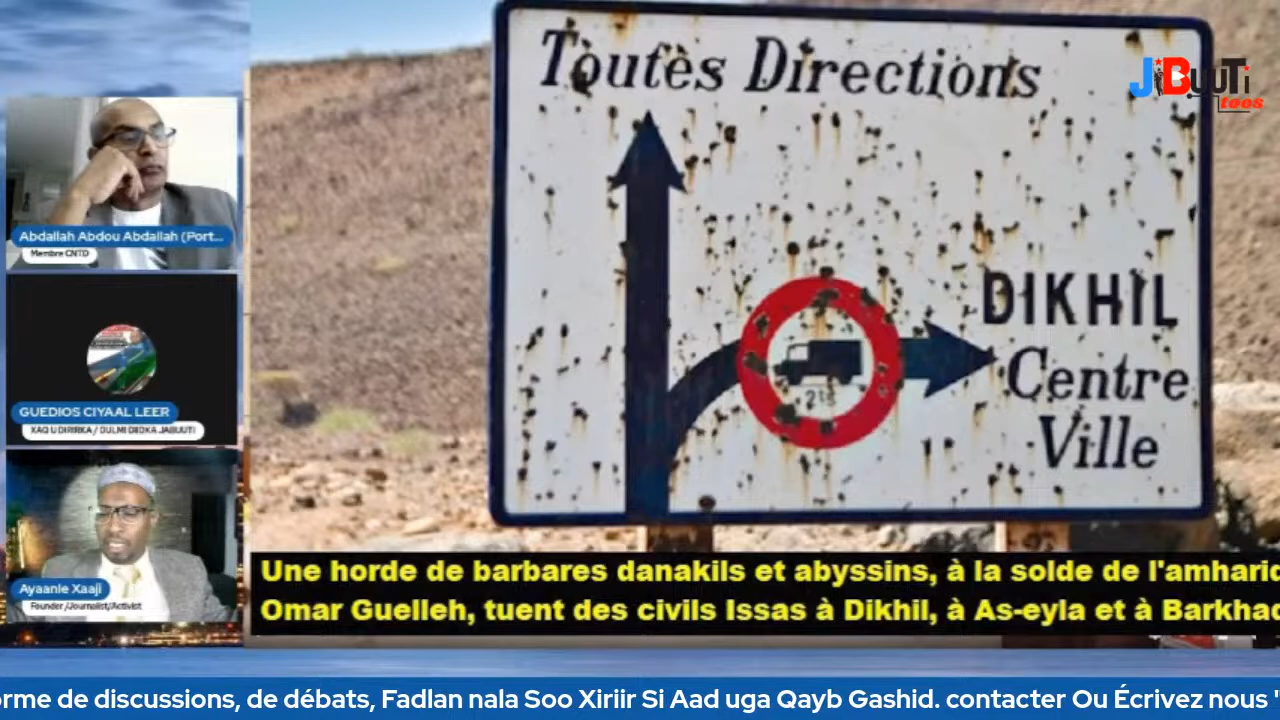 Toutes Directions
JBUUTi
toos
DIKHIL
Centre
Ville
Abdallah Abdou Abdallah (Port...
Membre CNTD
GUEDIOS CIYAAL LEER
XAQ U DIRIRKA / DULMI DIIDKA JABUUTI
Ayaanle Xaaji
Founder /Journalist/Activist
Une horde de barbares danakils et abyssins, à la solde de l'amhariq
Omar Guelleh, tuent des civils Issas à Dikhil, à As-eyla et à Barkhad
orme de discussions, de débats, Fadlan nala Soo Xiriir Si Aad uga Qayb Gashid. contacter Ou Écrivez nous "